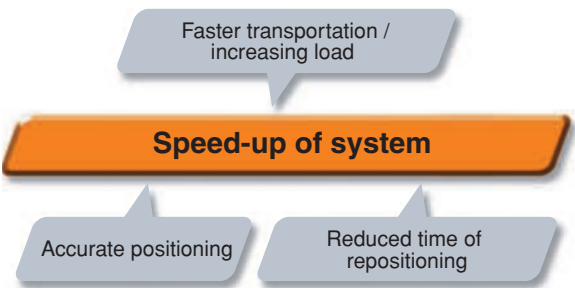 Faster transportation /
increasing load
Speed-up of system
Accurate positioning
Reduced time of
repositioning